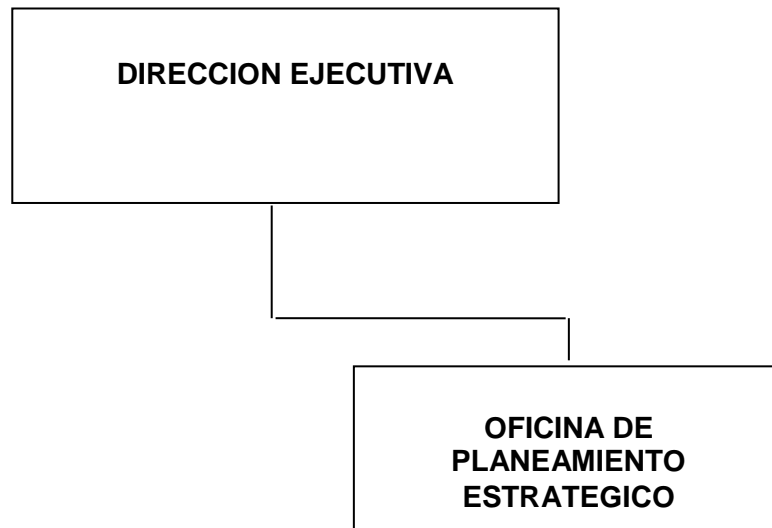 DIRECCION EJECUTIVA
OFICINA DE
PLANEAMIENTO
ESTRATEGICO